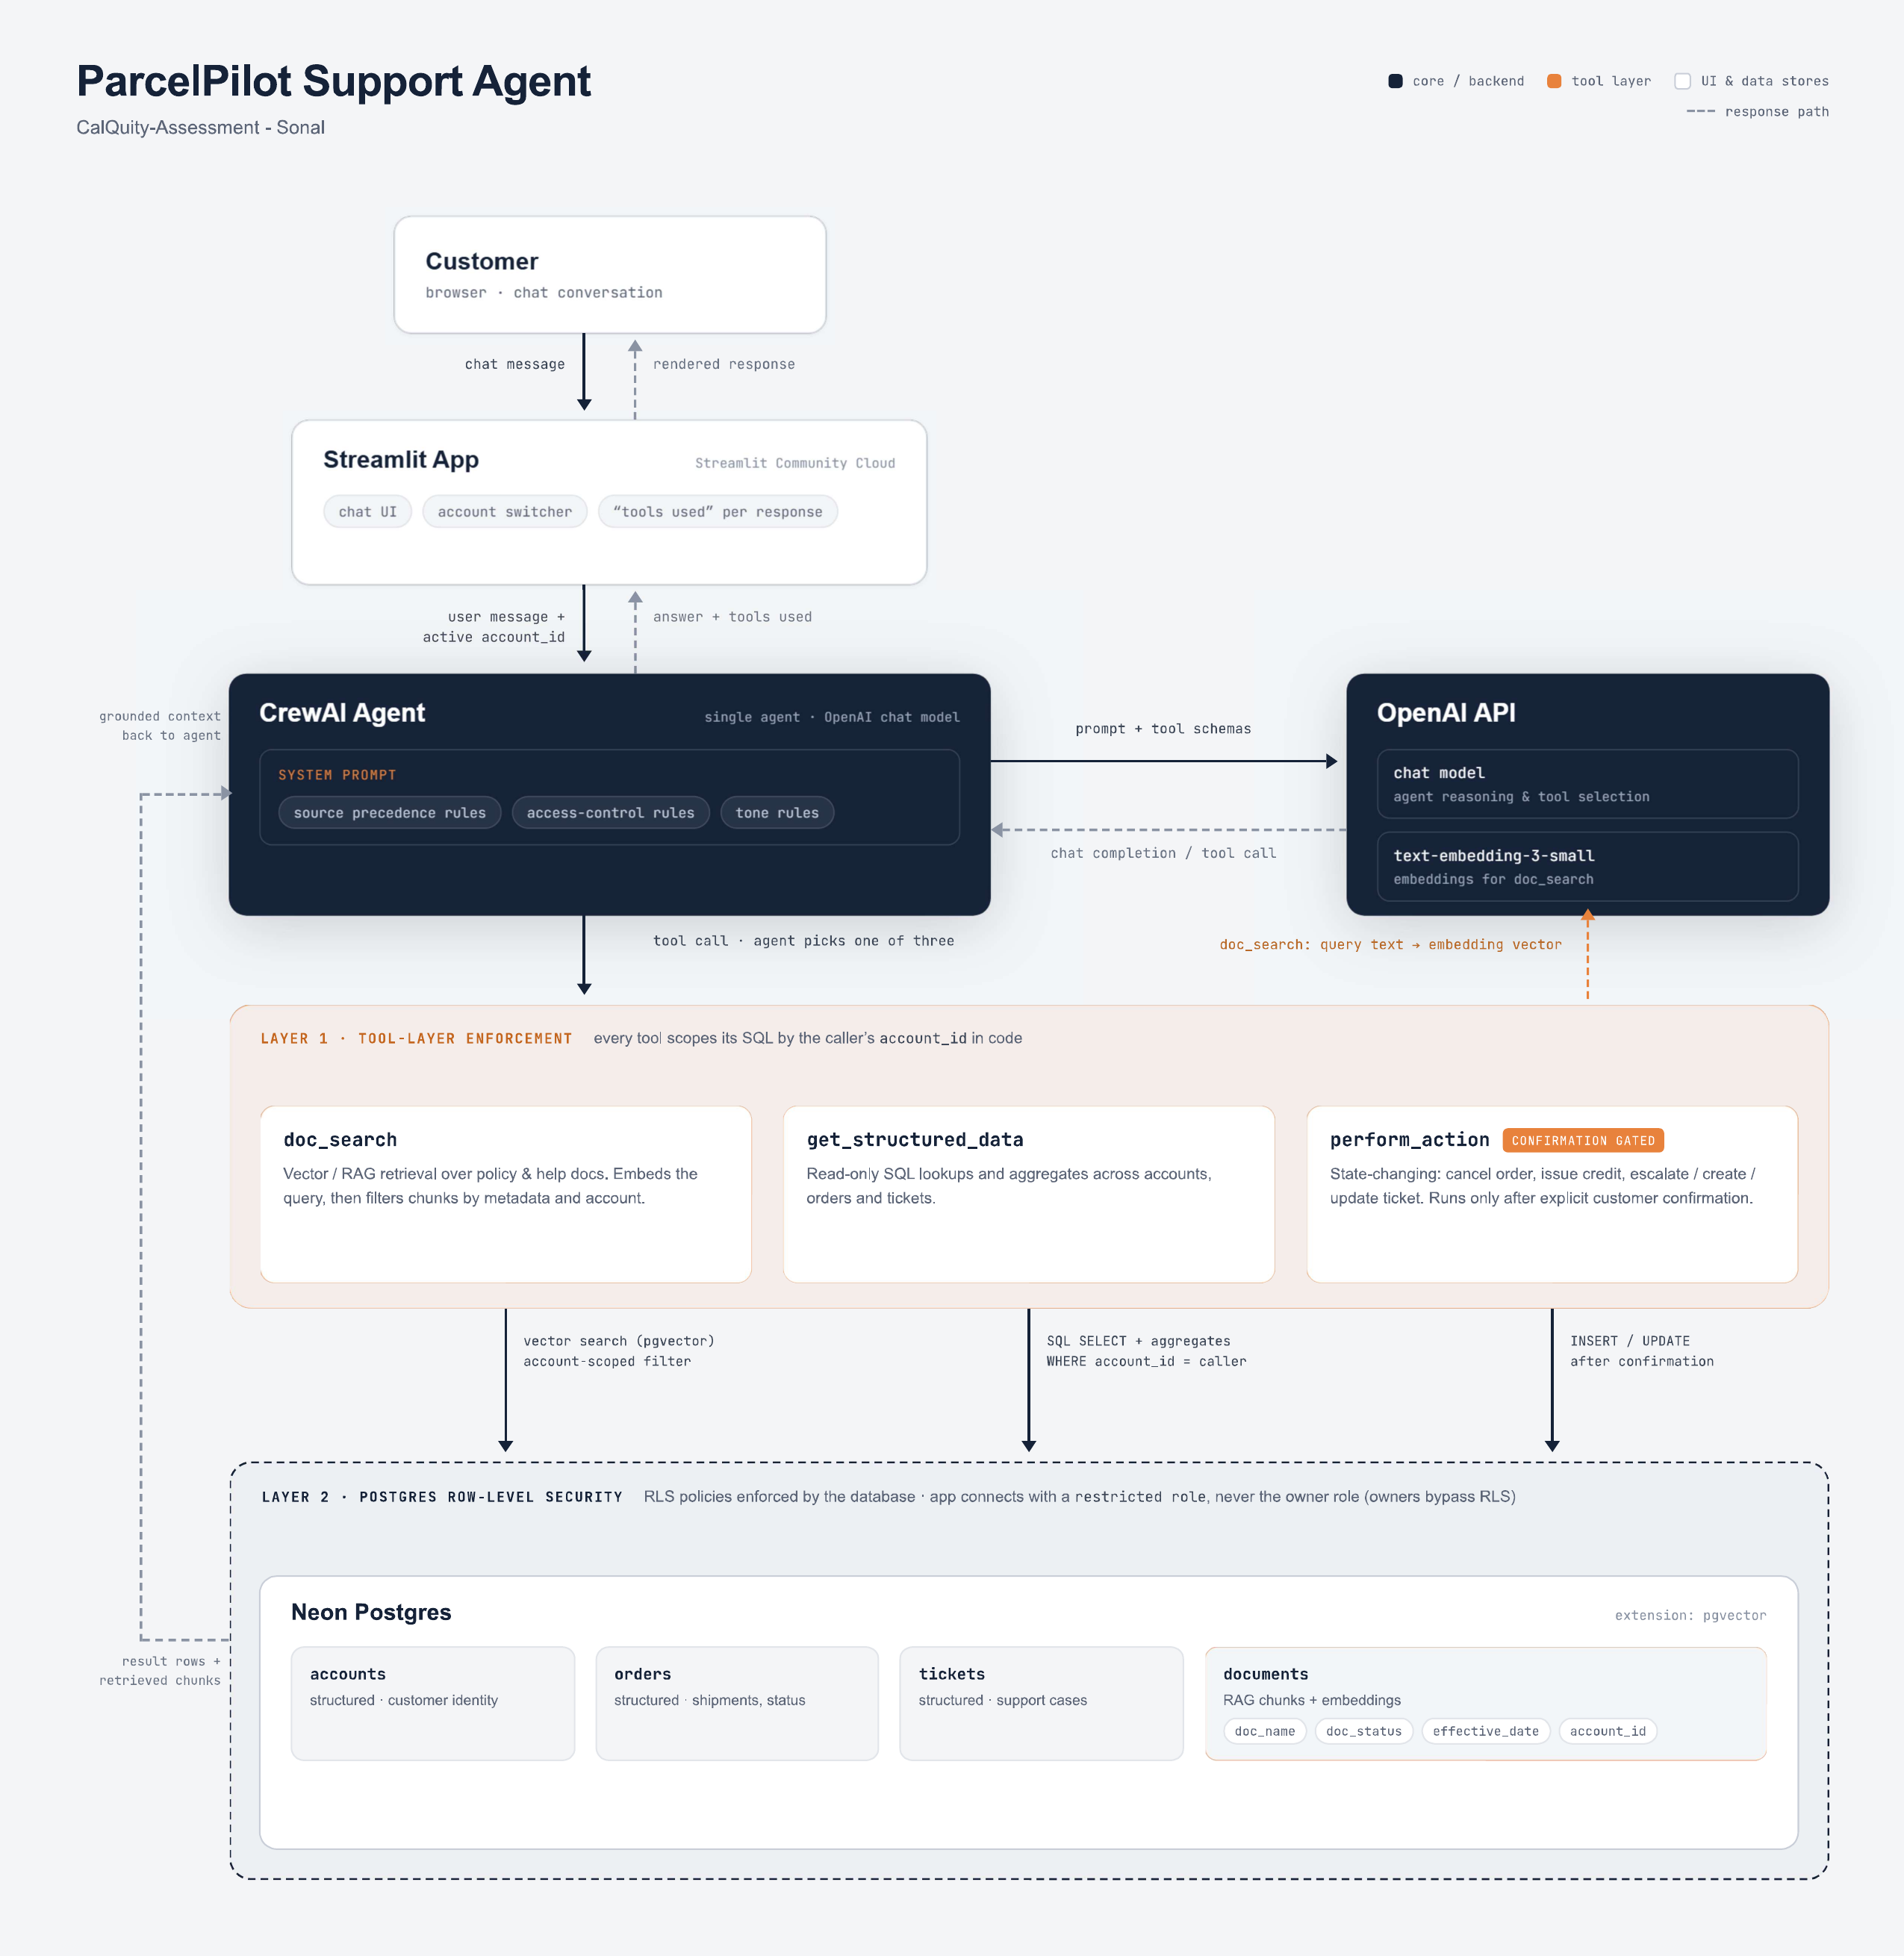 ParcelPilot Support Agent
CalQuity-Assessment - Sonal
core / backend
tool layer
UI & data stores
response path
Customer
browser · chat conversation
chat message
rendered response
Streamlit App
Streamlit Community Cloud
chat UI
account switcher
“tools used” per response
user message +
active account_id
answer + tools used
grounded context
back to agent
CrewAI Agent
single agent · OpenAI chat model
SYSTEM PROMPT
source precedence rules
access-control rules
tone rules
prompt + tool schemas
chat completion / tool call
OpenAI API
chat model
agent reasoning & tool selection
text-embedding-3-small
embeddings for doc_search
tool call · agent picks one of three
doc_search: query text → embedding vector
LAYER 1 · TOOL-LAYER ENFORCEMENT every tool scopes its SQL by the caller’s account_id in code
doc_search
Vector / RAG retrieval over policy & help docs. Embeds the
query, then filters chunks by metadata and account.
get_structured_data
Read-only SQL lookups and aggregates across accounts,
orders and tickets.
perform_action CONFIRMATION GATED
State-changing: cancel order, issue credit, escalate / create /
update ticket. Runs only after explicit customer confirmation.
vector search (pgvector)
account-scoped filter
SQL SELECT + aggregates
WHERE account_id = caller
INSERT / UPDATE
after confirmation
LAYER 2 · POSTGRES ROW-LEVEL SECURITY RLS policies enforced by the database · app connects with a restricted role, never the owner role (owners bypass RLS)
Neon Postgres
extension: pgvector
accounts
structured · customer identity
orders
structured · shipments, status
tickets
structured · support cases
documents
RAG chunks + embeddings
doc_name
doc_status
effective_date
account_id
result rows +
retrieved chunks